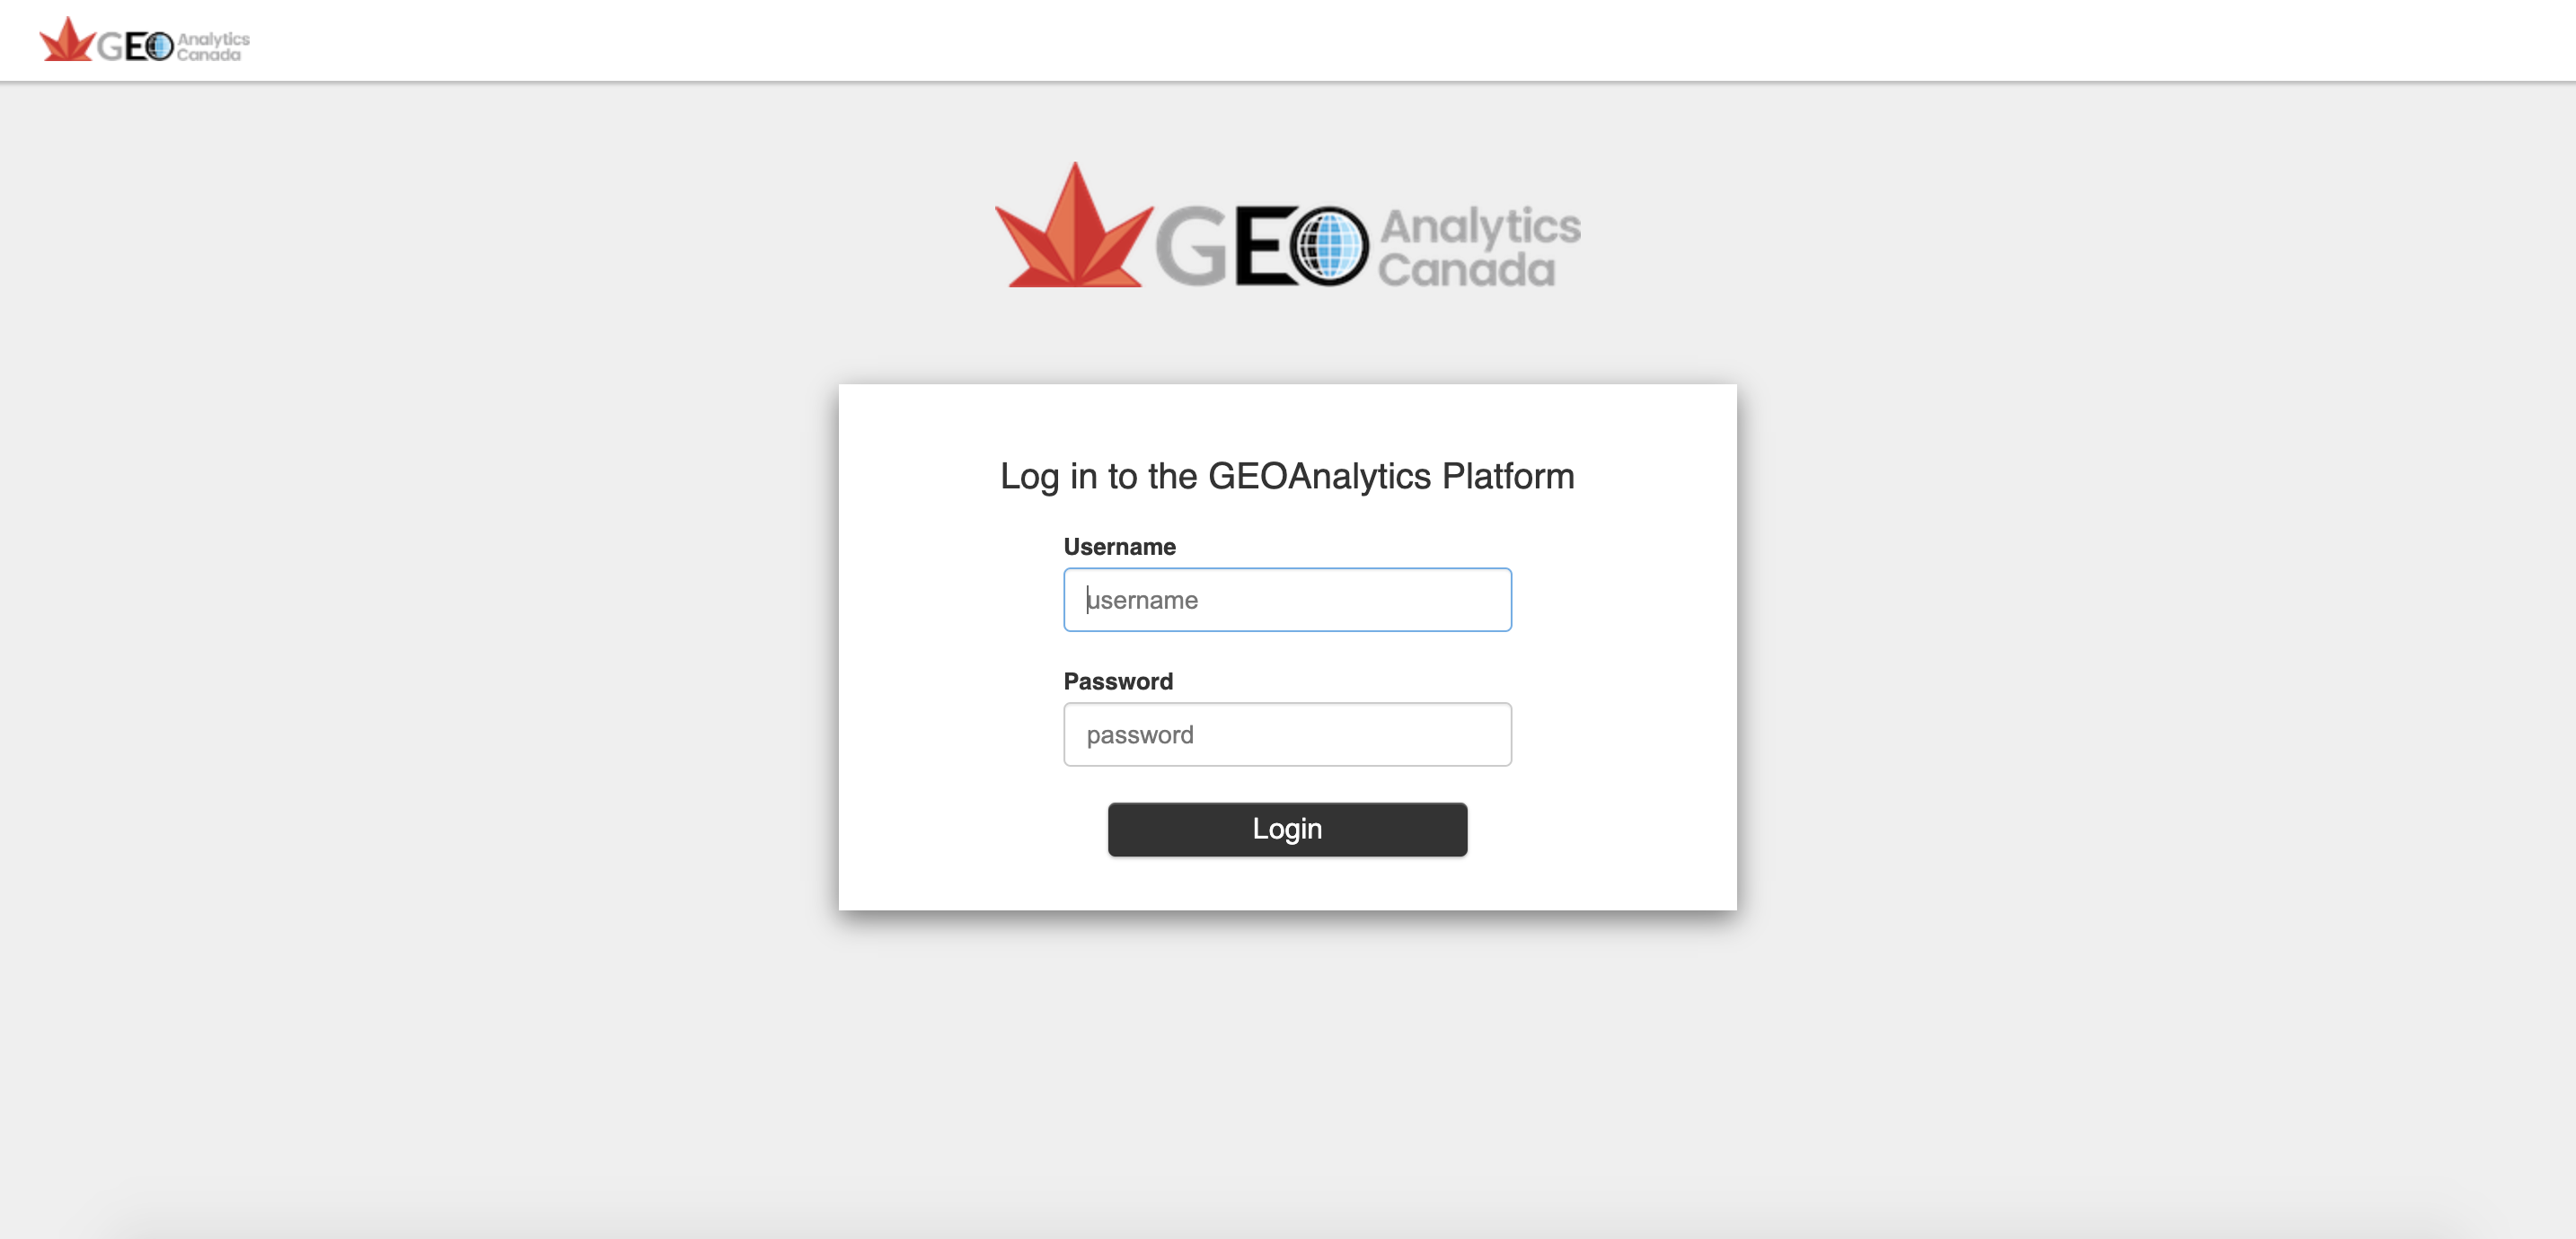 GEO Analytics
Canada
GEO Analytics
Canada
Log in to the GEOAnalytics Platform
Username
username
Password
password
Login